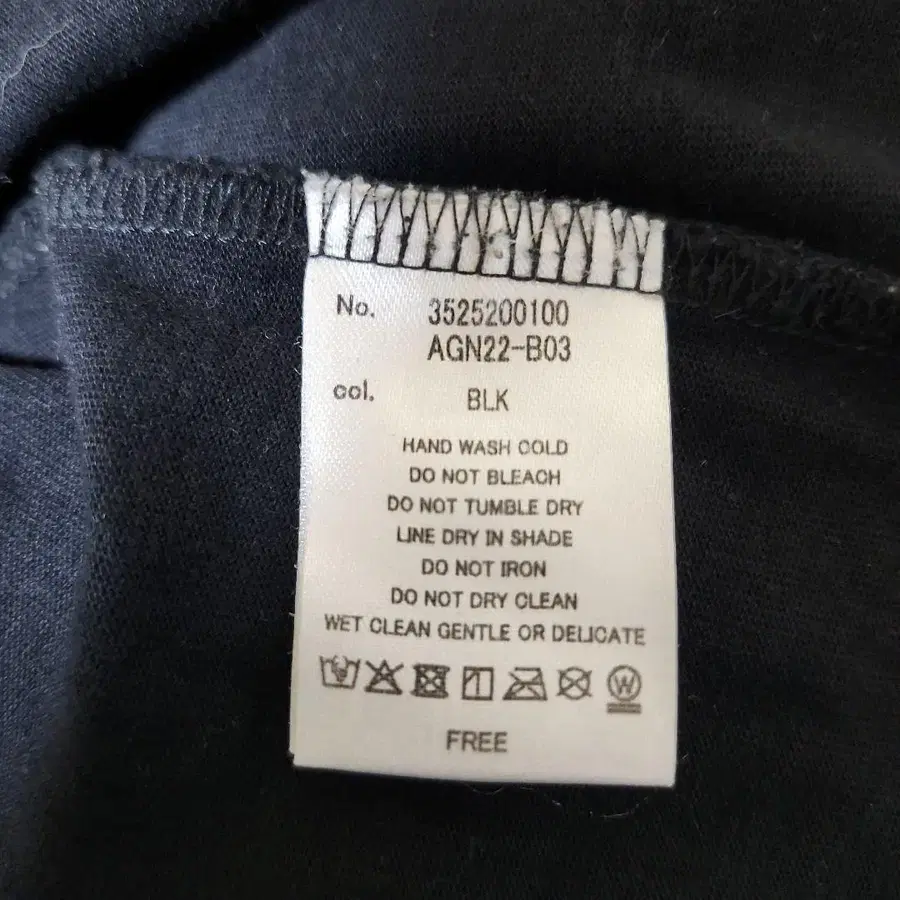 No. 3525200100
AGN22-B03
col. BLK
HAND WASH COLD
DO NOT BLEACH
DO NOT TUMBLE DRY
LINE DRY IN SHADE
DO NOT IRON
DO NOT DRY CLEAN
WET CLEAN GENTLE OR DELICATE
W
FREE